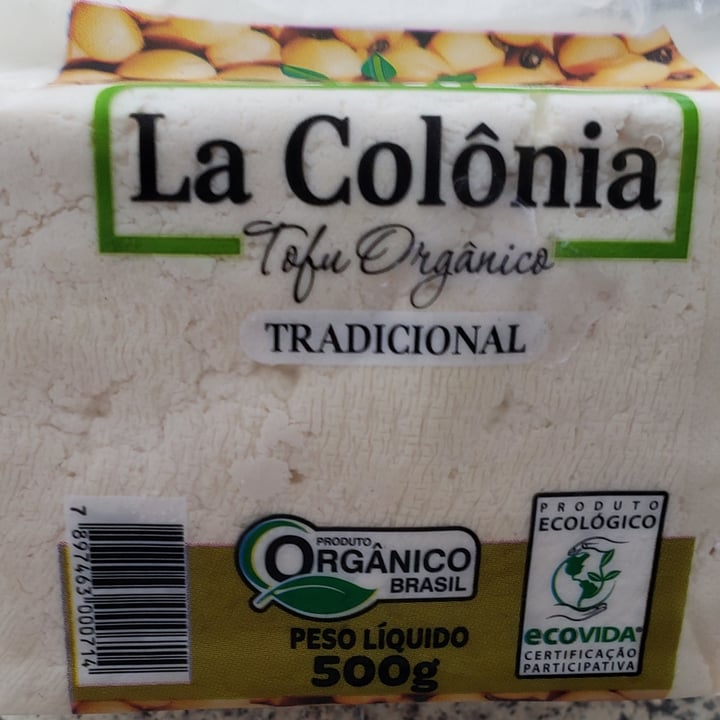 La Colônia
Tofu Orgânico
TRADICIONAL
7 897463 000714
PRODUTO
ORGÂNICO
BRASIL
PESO LÍQUIDO
500g
PRODUTO
ECOLÓGICO
ecoVIDA®
CERTIFICAÇÃO
PARTICIPATIVA